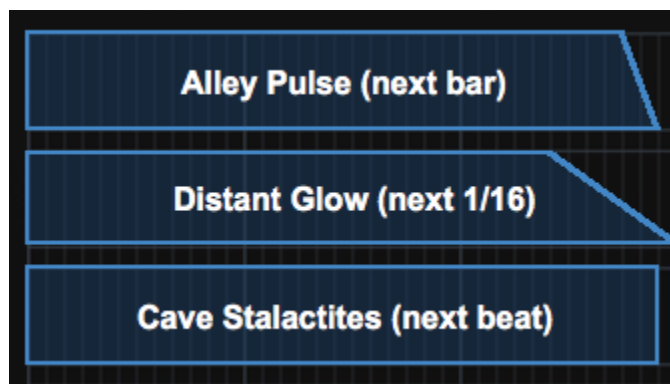 Alley Pulse (next bar)
Distant Glow (next 1/16)
Cave Stalactites (next beat)